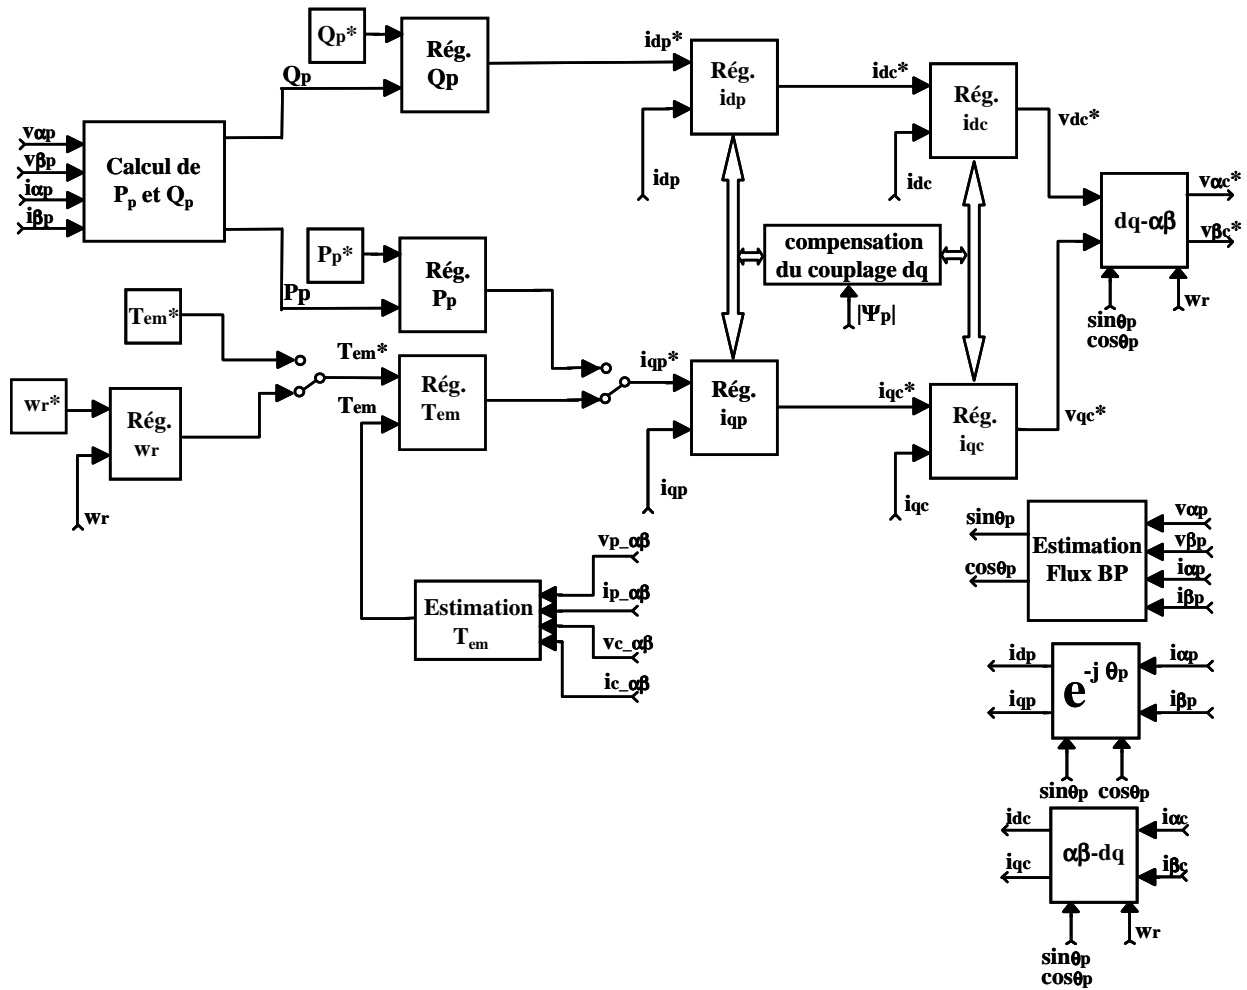 Qp*
Rég.
Qp
Qp
idp*
Rég.
idp
idp
idc*
Rég.
idc
idc
vdc*
vαp
vβp
iαp
iβp
Calcul de
Pp et Qp
vαc*
vβc*
dq-αβ
sinθp
cosθp
wr
Pp*
Rég.
Pp
Pp
compensation
du couplage dq
|Ψp|
Tem*
Tem*
Tem
Rég.
Tem
iqp*
Rég.
iqp
iqp
iqc*
Rég.
iqc
iqc
vqc*
wr*
Rég.
wr
wr
vp_αβ
ip_αβ
vc_αβ
ic_αβ
Estimation
Tem
sinθp
cosθp
Estimation
Flux BP
vαp
vβp
iαp
iβp
idp
iqp
e-j θp
iαp
iβp
sinθp
cosθp
idc
iqc
αβ-dq
iαc
iβc
sinθp
cosθp
wr